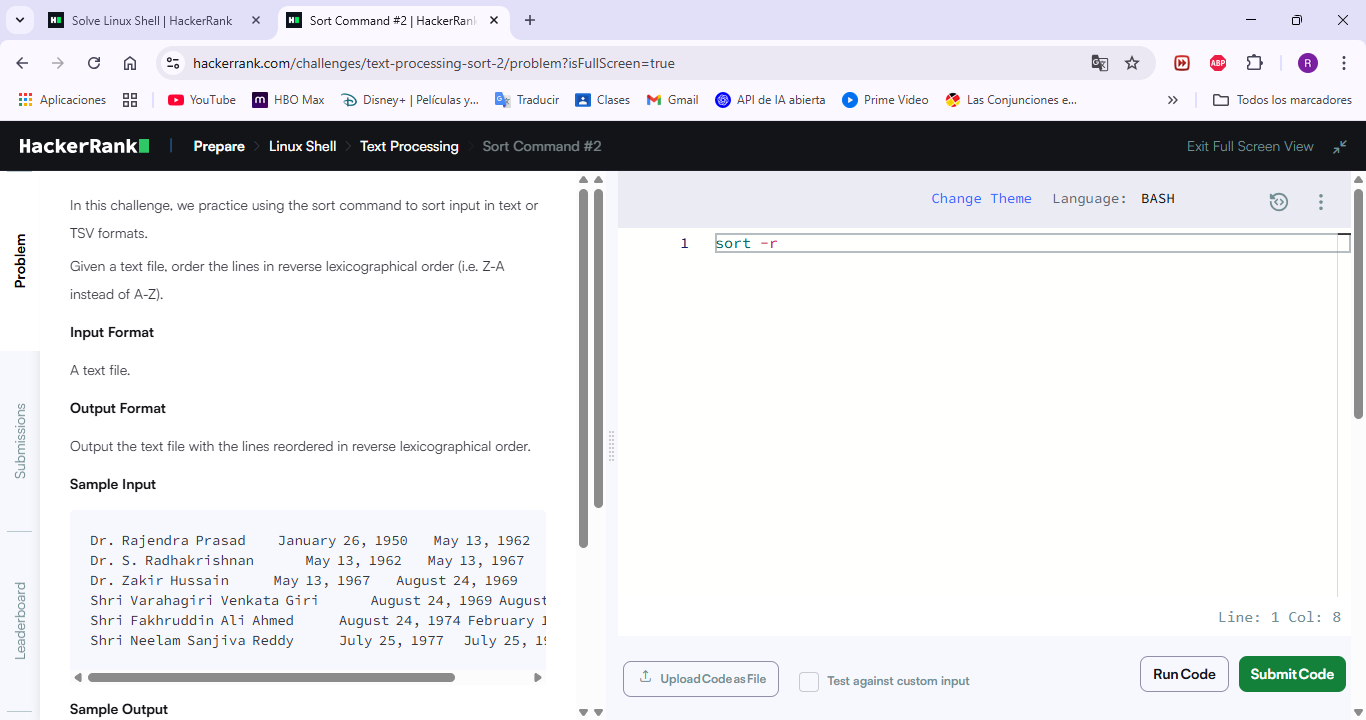 Solve Linux Shell | HackerRank
Sort Command #2 | HackerRank
hackerrank.com/challenges/text-processing-sort-2/problem?isFullScreen=true
ABP
R
Aplicaciones
YouTube
HBO Max
Disney+ | Películas y...
Traducir
Clases
Gmail
API de IA abierta
Prime Video
Las Conjunciones e...
Todos los marcadores
HackerRank
Prepare
Linux Shell
Text Processing
Sort Command #2
Exit Full Screen View
Problem
Submissions
Leaderboard
In this challenge, we practice using the sort command to sort input in text or
TSV formats.
Given a text file, order the lines in reverse lexicographical order (i.e. Z-A
instead of A-Z).
Input Format
A text file.
Output Format
Output the text file with the lines reordered in reverse lexicographical order.
Sample Input
Dr. Rajendra Prasad January 26, 1950 May 13, 1962
Dr. S. Radhakrishnan May 13, 1962 May 13, 1967
Dr. Zakir Hussain May 13, 1967 August 24, 1969
Shri Varahagiri Venkata Giri August 24, 1969 August
Shri Fakhruddin Ali Ahmed August 24, 1974 February 1
Shri Neelam Sanjiva Reddy July 25, 1977 July 25, 19
Sample Output
Change Theme
Language: BASH
1 sort -r
Line: 1 Col: 8
Upload Code as File
Test against custom input
Run Code
Submit Code